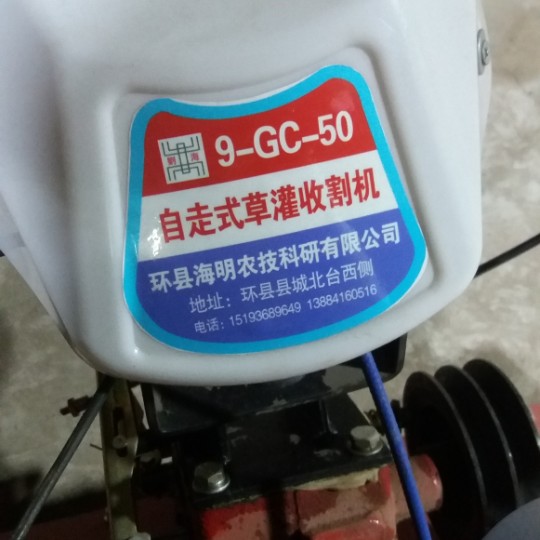 9-GC-50
自走式草灌收割机
环县海明农技科研有限公司
地址：环县县城北台西侧
电话：15193689649 13884160516